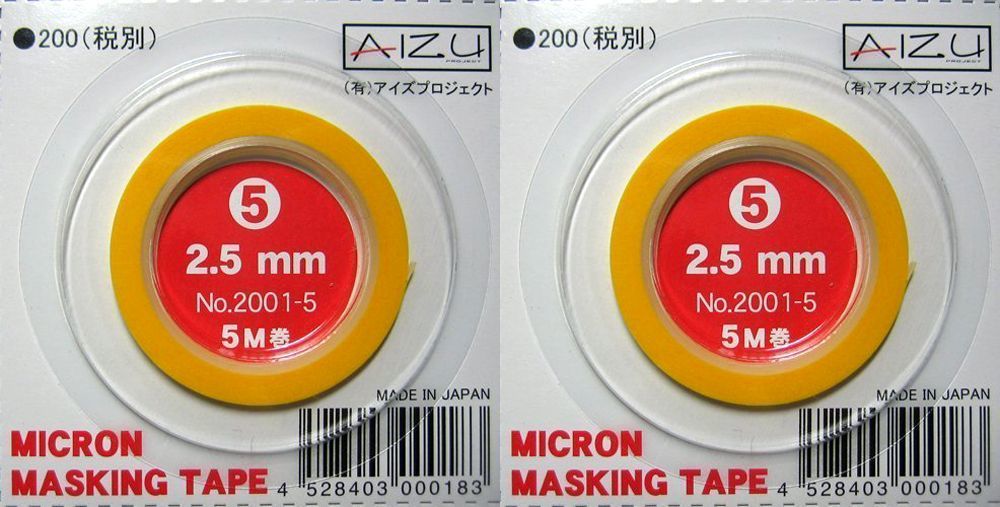 ●200(税別)
AIZU
PROJECT
(有)アイズプロジェクト
5
2.5 mm
No.2001-5
5M巻
MADE IN JAPAN
MICRON
MASKING TAPE
4 528403 000183
●200(税別)
AIZU
PROJECT
(有)アイズプロジェクト
5
2.5 mm
No.2001-5
5M巻
MADE IN JAPAN
MICRON
MASKING TAPE
4 528403 000183